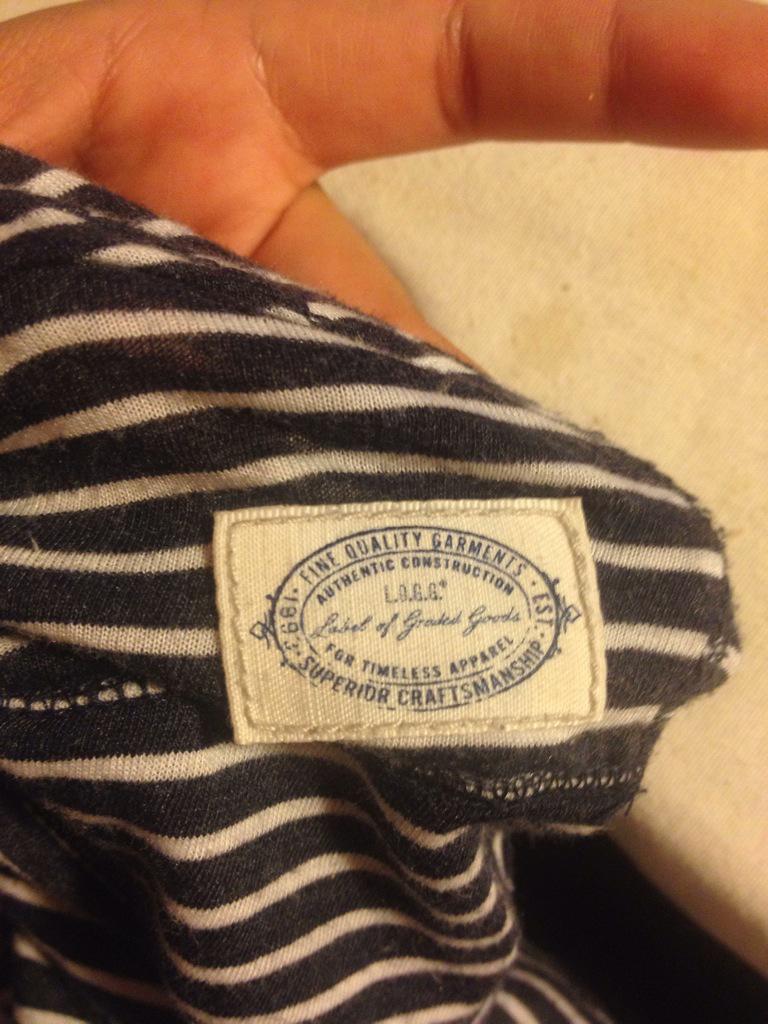 FINE QUALITY GARMENTS
AUTHENTIC CONSTRUCTION
L.O.G.G.®
Label of Graded Goods
FOR TIMELESS APPAREL
SUPERIOR CRAFTSMANSHIP
EST. 1993